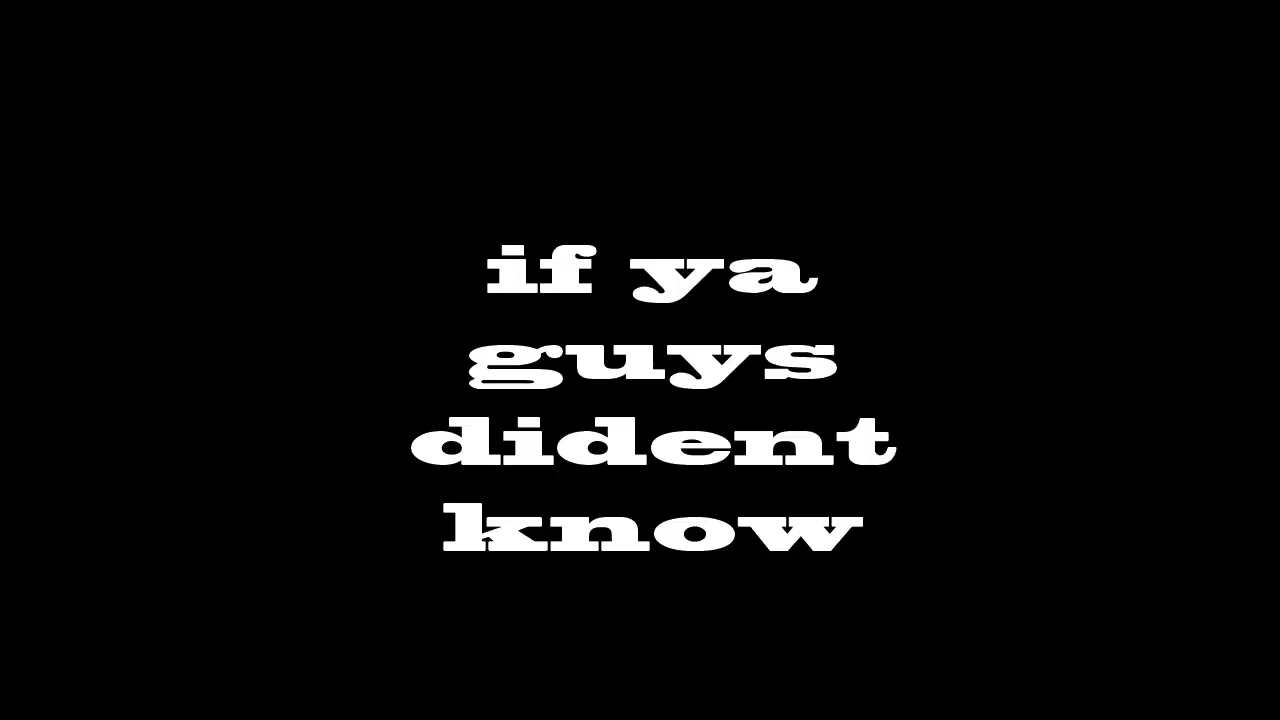 if ya
guys
dident
know